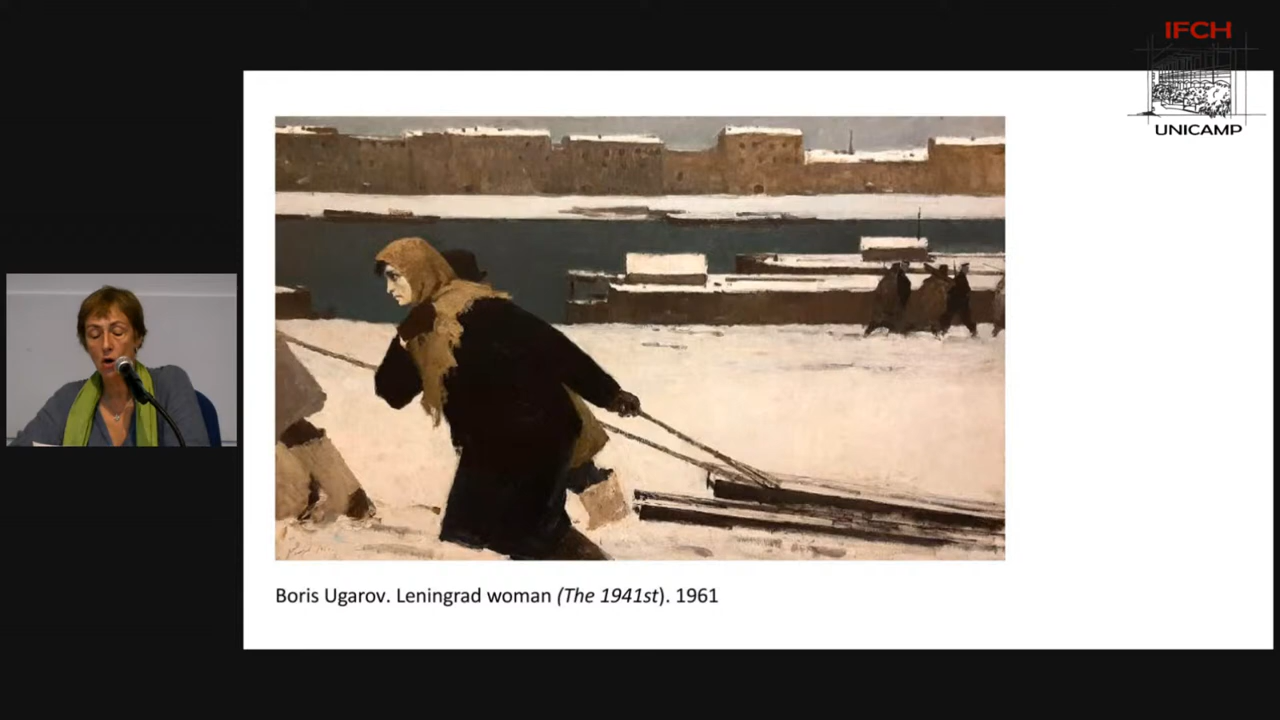 IFCH
UNICAMP
Boris Ugarov. Leningrad woman (The 1941st). 1961